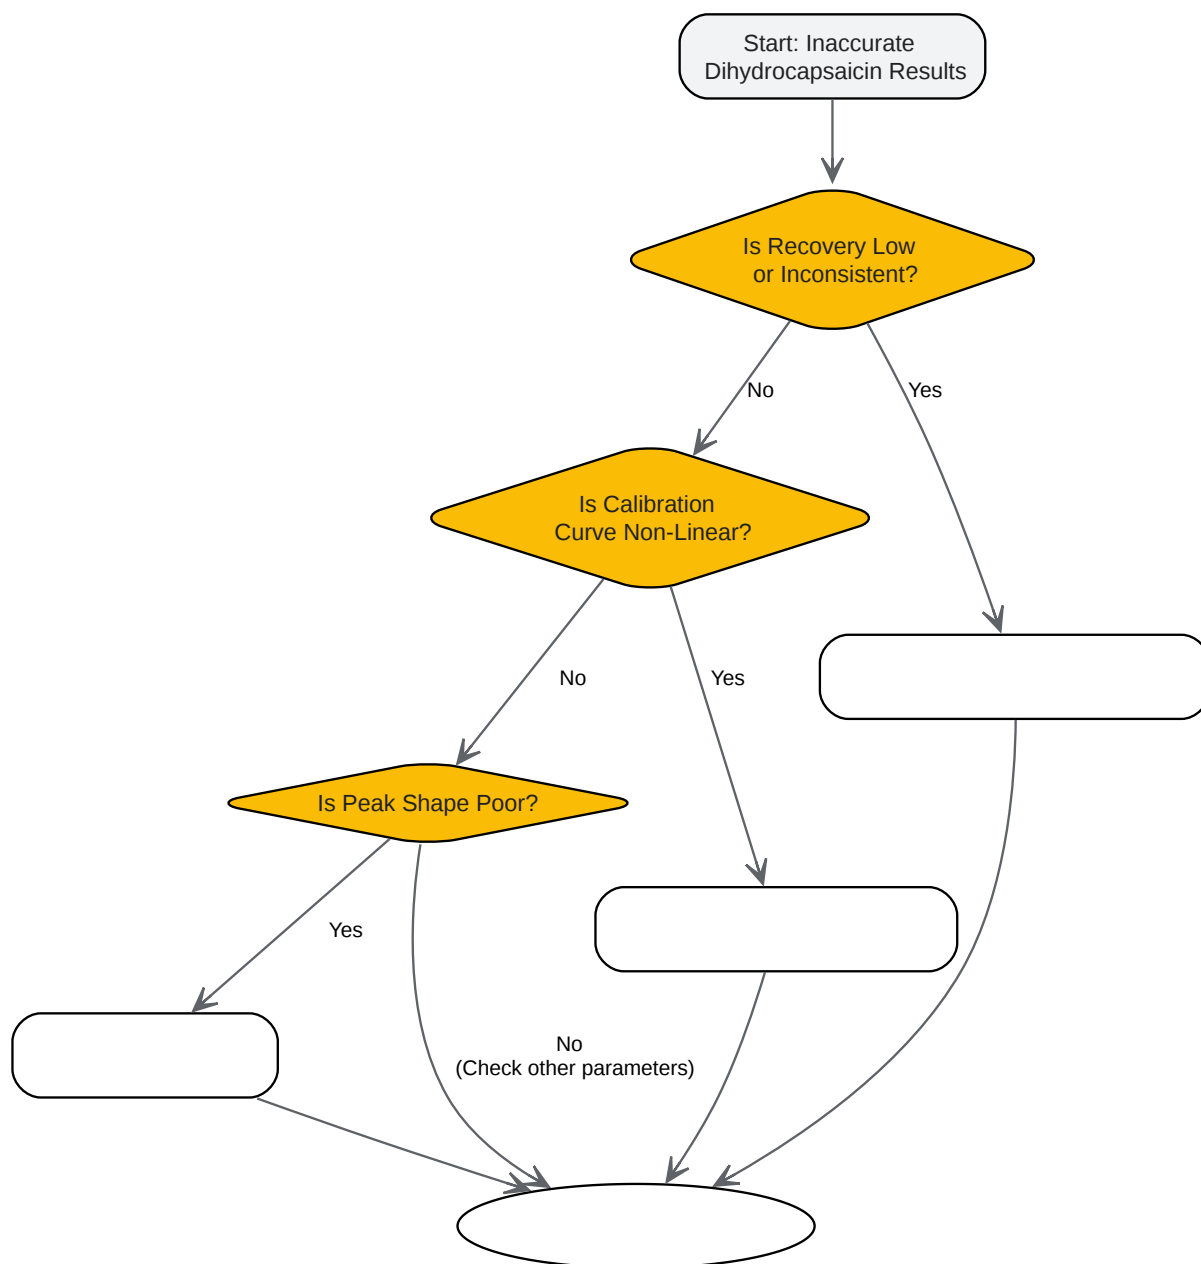 Start: Inaccurate
Dihydrocapsaicin Results
Is Recovery Low
or Inconsistent?
No
Yes
Is Calibration
Curve Non-Linear?
No
Yes
Is Peak Shape Poor?
Yes
No
(Check other parameters)